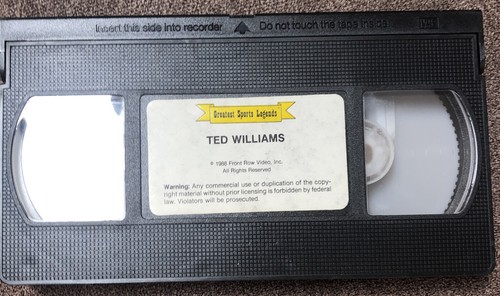 Insert this side into recorder ▲ Do not touch the tape inside
Greatest Sports Legends
TED WILLIAMS
© 1988 Front Row Video, Inc.
All Rights Reserved
Warning: Any commercial use or duplication of the copy-
right material without prior licensing is forbidden by federal
law. Violators will be prosecuted.